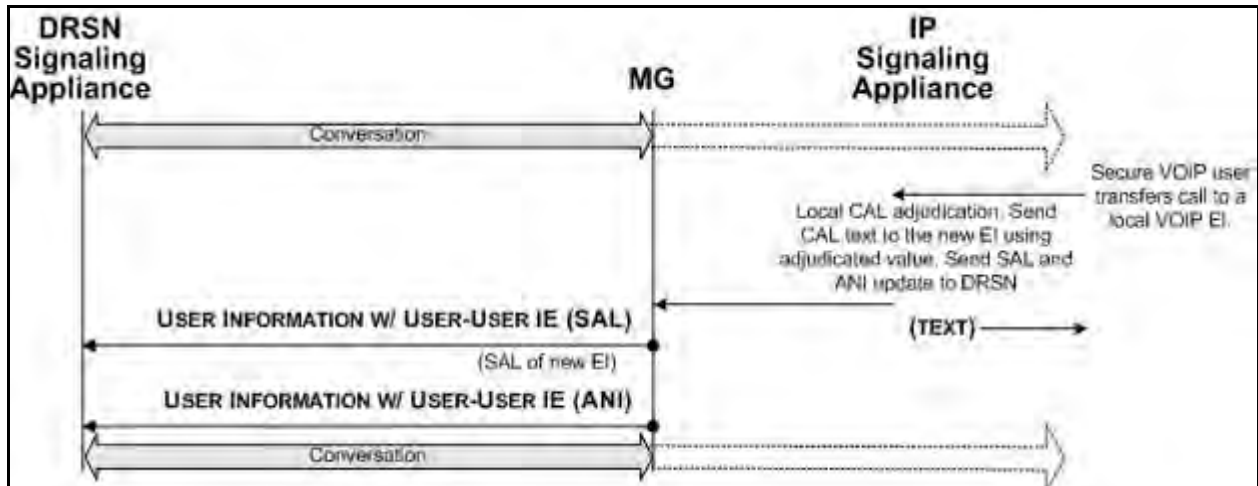 DRSN
Signaling
Appliance
MG
IP
Signaling
Appliance
Conversation
Secure VOIP user
transfers call to a
local VOIP EI.
Local CAL adjudication. Send
CAL text to the new EI using
adjudicated value. Send SAL and
ANI update to DRSN
USER INFORMATION W/ USER-USER IE (SAL)
(TEXT)
(SAL of new EI)
USER INFORMATION W/ USER-USER IE (ANI)
Conversation